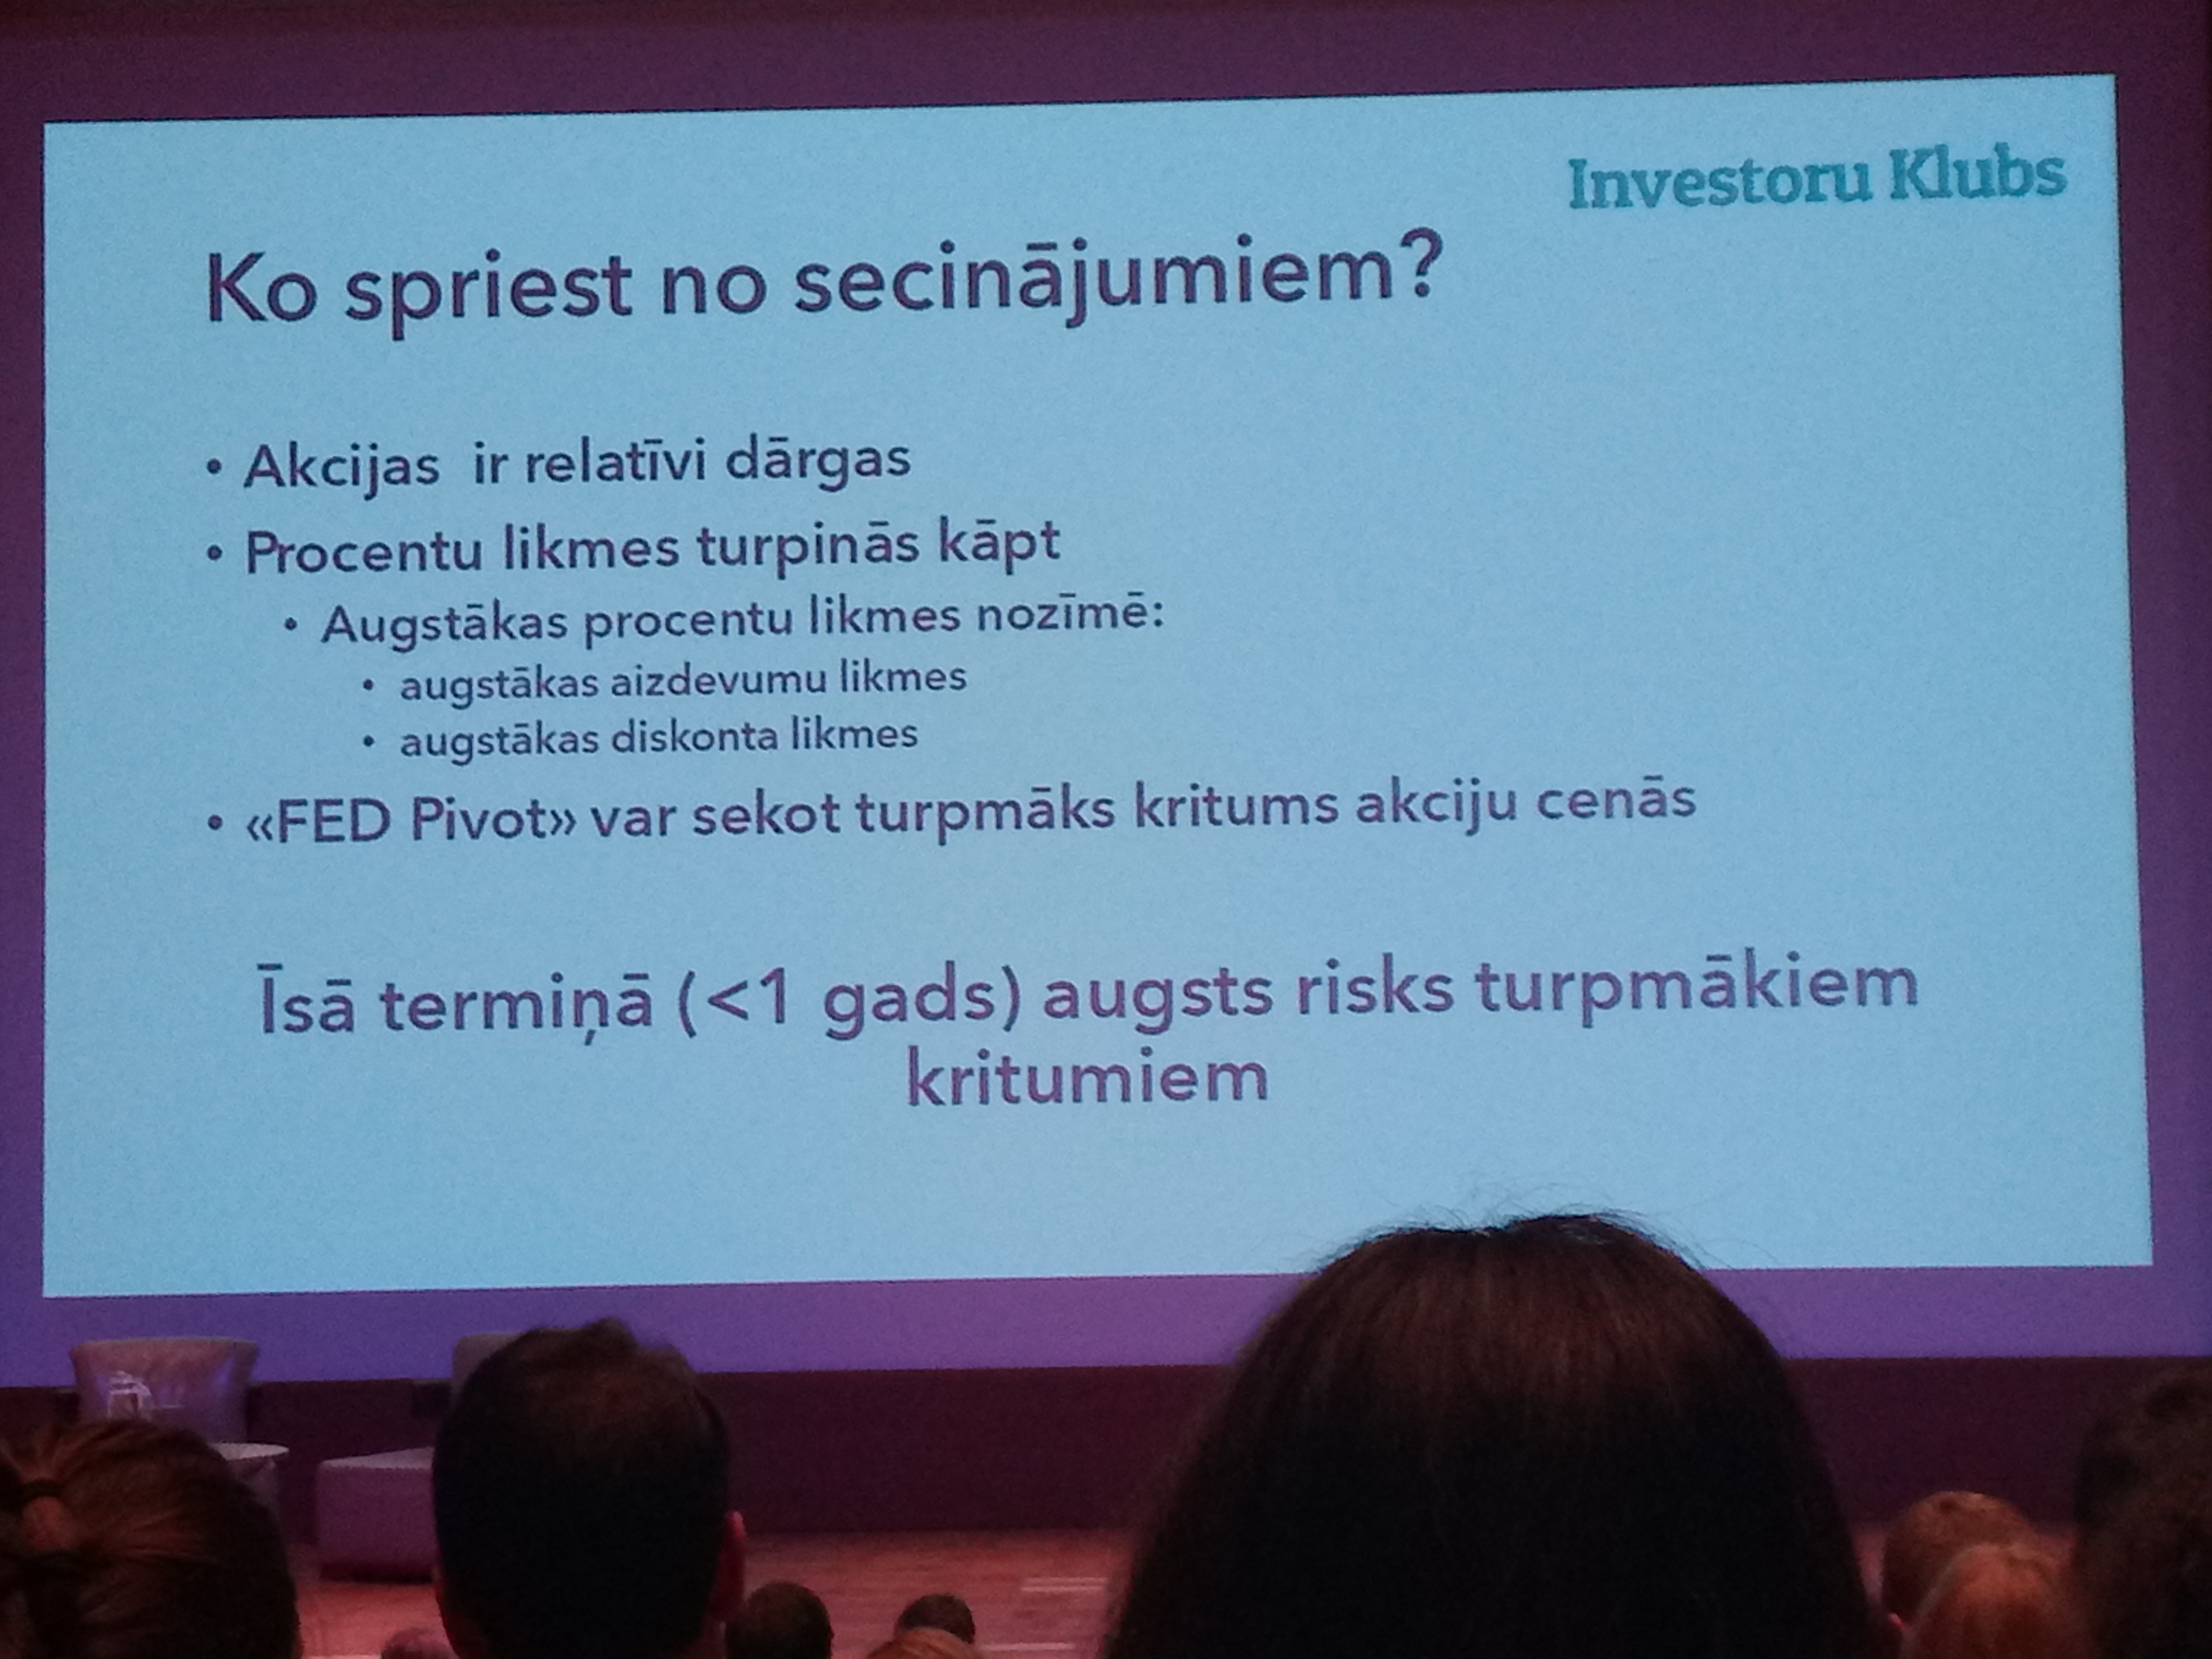 Investoru Klubs
Ko spriest no secinājumiem?
• Akcijas ir relatīvi dārgas
• Procentu likmes turpinās kāpt
• Augstākas procentu likmes nozīmē:
• augstākas aizdevumu likmes
• augstākas diskonta likmes
• «FED Pivot» var sekot turpmāks kritums akciju cenās
Īsā termiņā (<1 gads) augsts risks turpmākiem
kritumiem